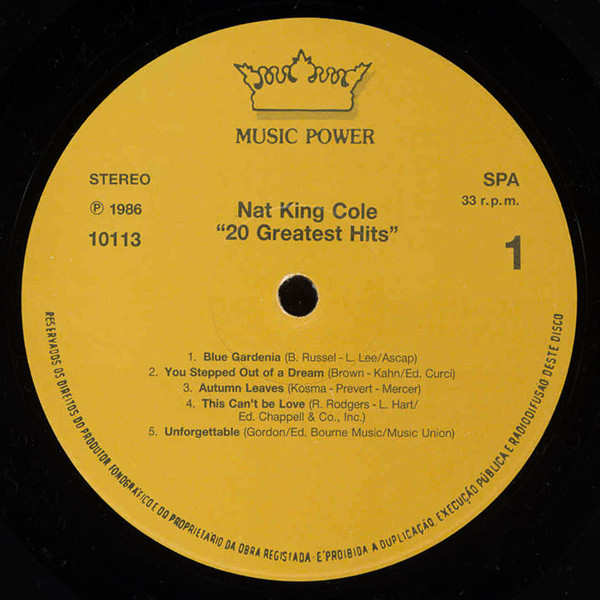 MUSIC POWER
STEREO
SPA
℗ 1986
33 r.p.m.
10113
1
Nat King Cole
“20 Greatest Hits”
1. Blue Gardenia (B. Russel - L. Lee/Ascap)
2. You Stepped Out of a Dream (Brown - Kahn/Ed. Curci)
3. Autumn Leaves (Kosma - Prevert - Mercer)
4. This Can't be Love (R. Rodgers - L. Hart/
Ed. Chappell & Co., Inc.)
5. Unforgettable (Gordon/Ed. Bourne Music/Music Union)
RESERVADOS OS DIREITOS DO PRODUTOR FONOGRÁFICO E DO PROPRIETÁRIO DA OBRA REGISTADA · É PROIBIDA A DUPLICAÇÃO, EXECUÇÃO PÚBLICA E RADIODIFUSÃO DESTE DISCO